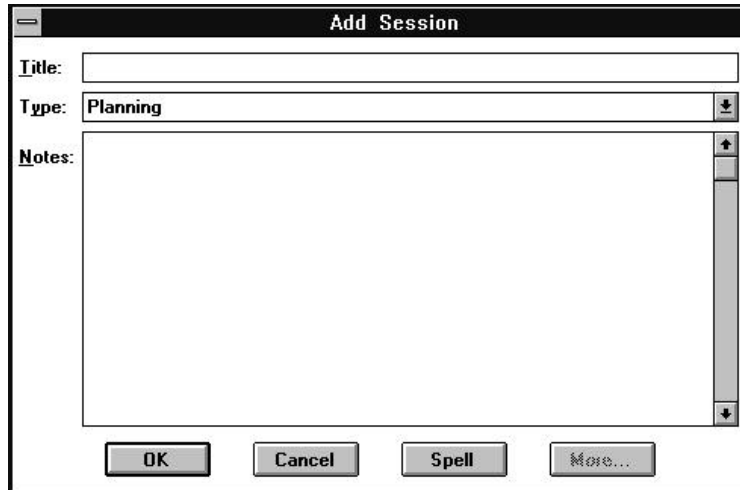 Add Session
Title:
Type: Planning
Notes:
OK Cancel Spell More...